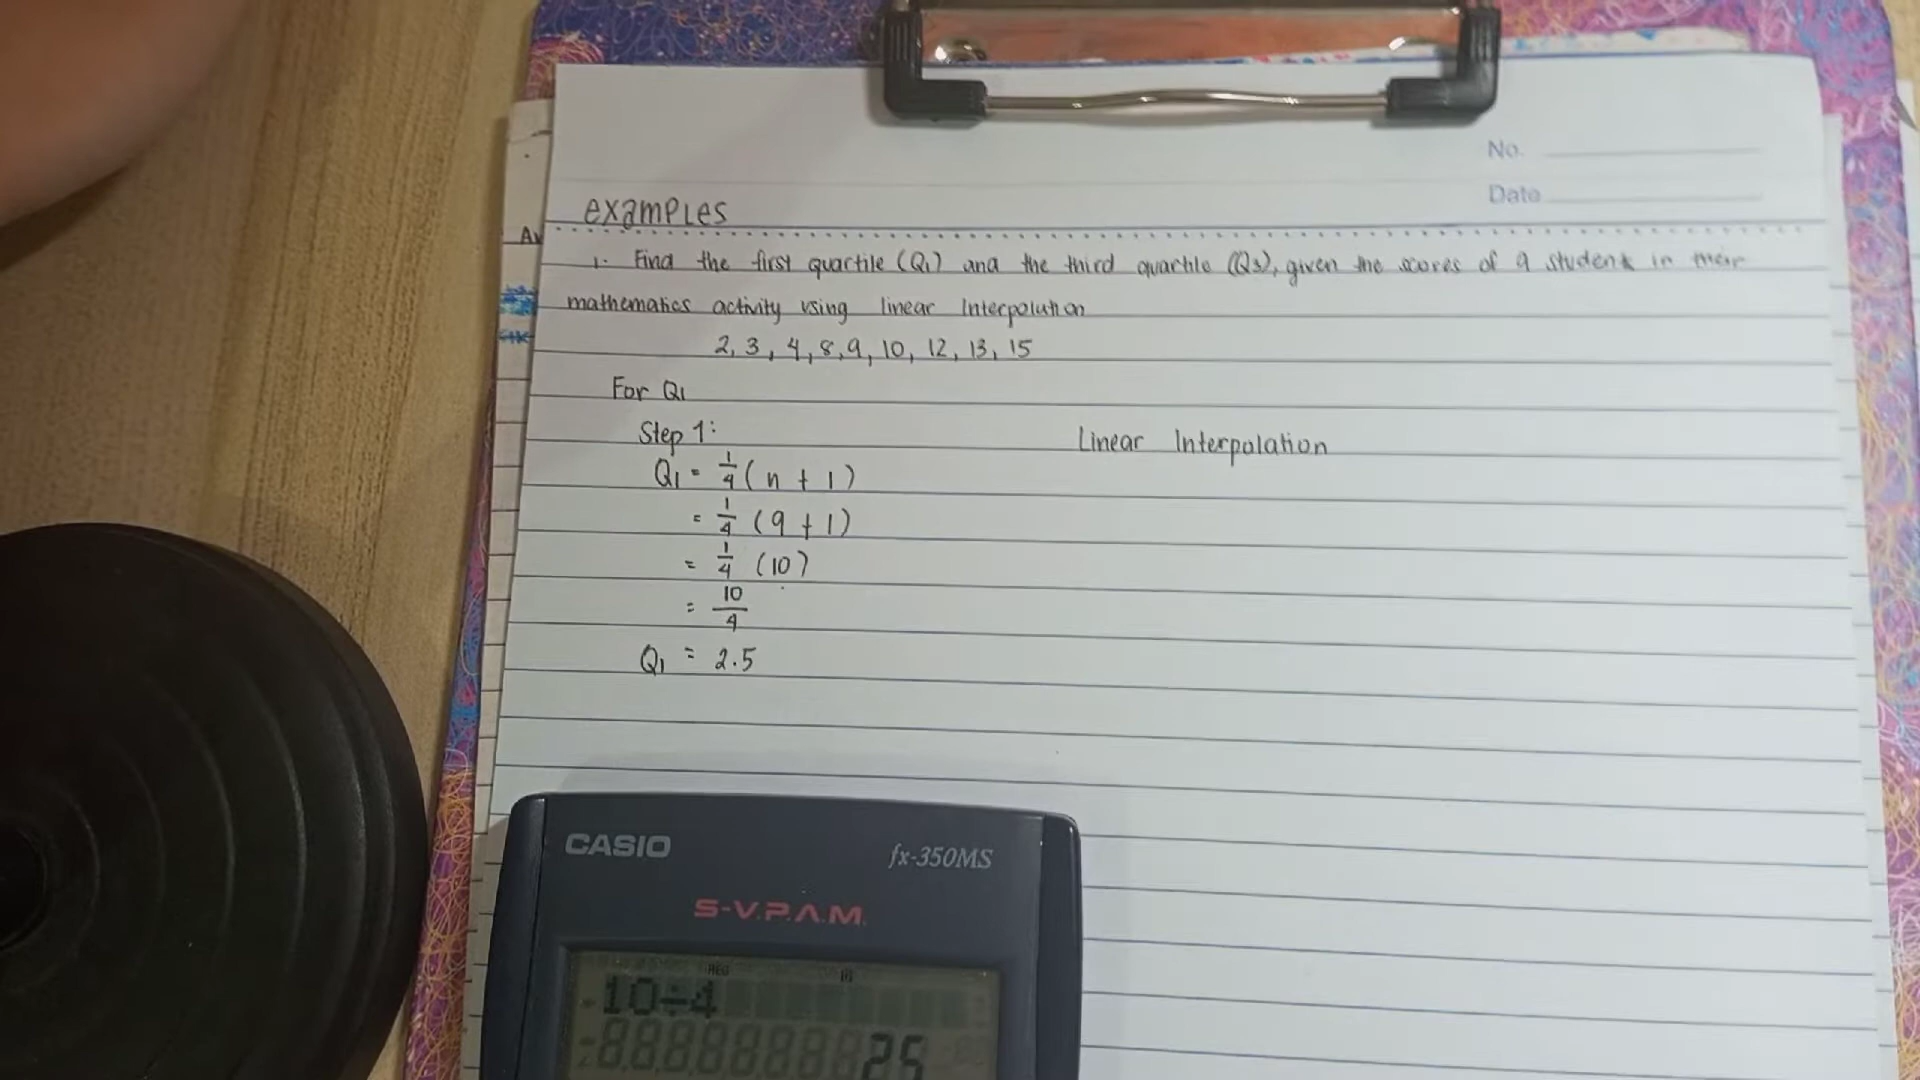 No.
Date
examples
Av
1. Find the first quartile (Q1) and the third quartile (Q3), given the scores of 9 students in their
mathematics activity using linear Interpolation
2, 3, 4, 8, 9, 10, 12, 13, 15
For Q1
Step 1:
Linear Interpolation
Q1 = 1/4 (n + 1)
= 1/4 (9 + 1)
= 1/4 (10)
= 10/4
Q1 = 2.5
CASIO
fx-350MS
S-V.P.A.M.
10÷4